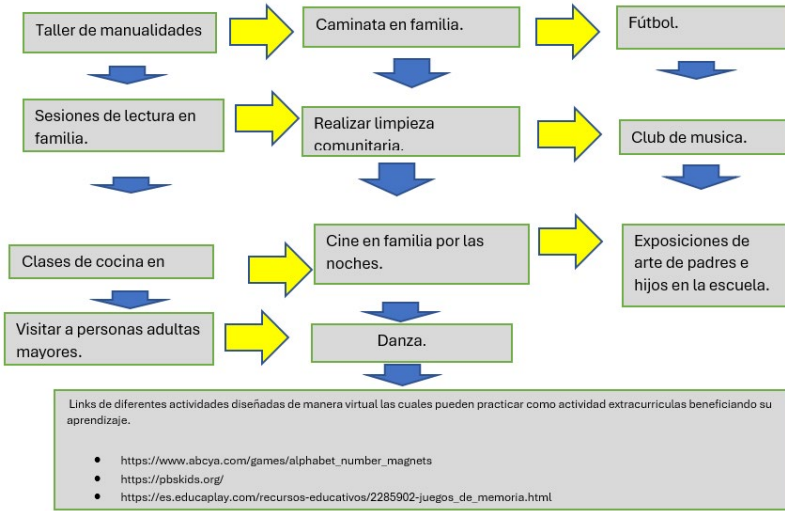 Taller de manualidades
Caminata en familia.
Fútbol.
Sesiones de lectura en
familia.
Realizar limpieza
comunitaria.
Club de musica.
Clases de cocina en
Cine en familia por las
noches.
Exposiciones de
arte de padres e
hijos en la escuela.
Visitar a personas adultas
mayores.
Danza.
Links de diferentes actividades diseñadas de manera virtual las cuales pueden practicar como actividad extracurriculas beneficiando su
aprendizaje.
• https://www.abcya.com/games/alphabet_number_magnets
• https://pbskids.org/
• https://es.educaplay.com/recursos-educativos/2285902-juegos_de_memoria.html